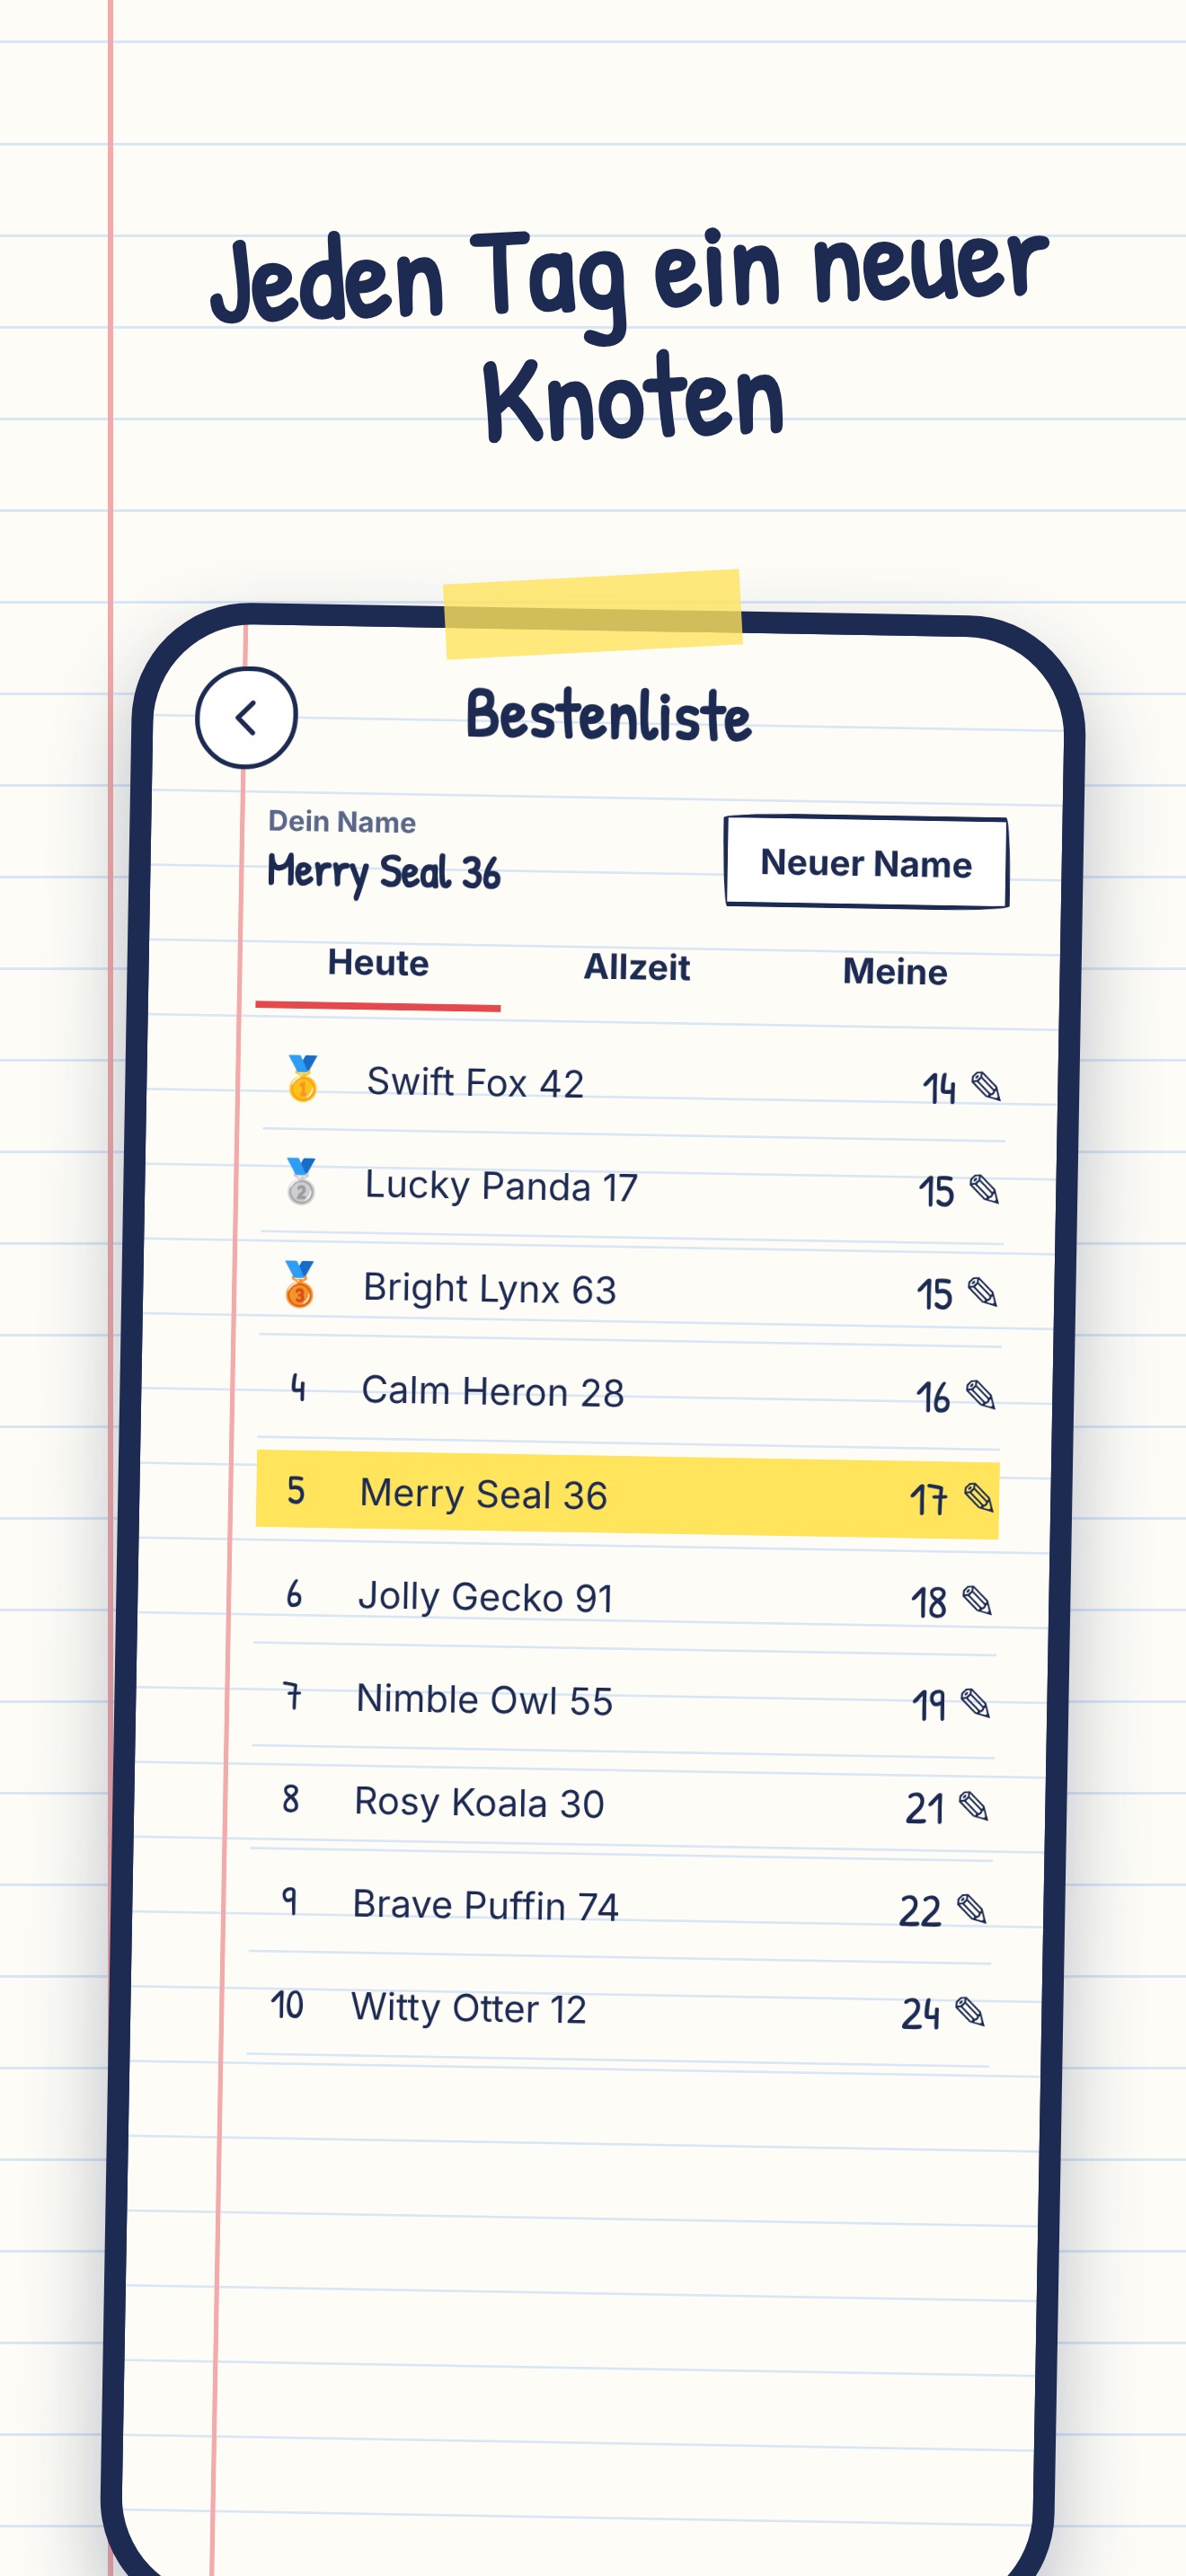 Jeden Tag ein neuer
Knoten
Bestenliste
Dein Name
Merry Seal 36
Neuer Name
Heute Allzeit Meine
1 Swift Fox 42 14
2 Lucky Panda 17 15
3 Bright Lynx 63 15
4 Calm Heron 28 16
5 Merry Seal 36 17
6 Jolly Gecko 91 18
7 Nimble Owl 55 19
8 Rosy Koala 30 21
9 Brave Puffin 74 22
10 Witty Otter 12 24